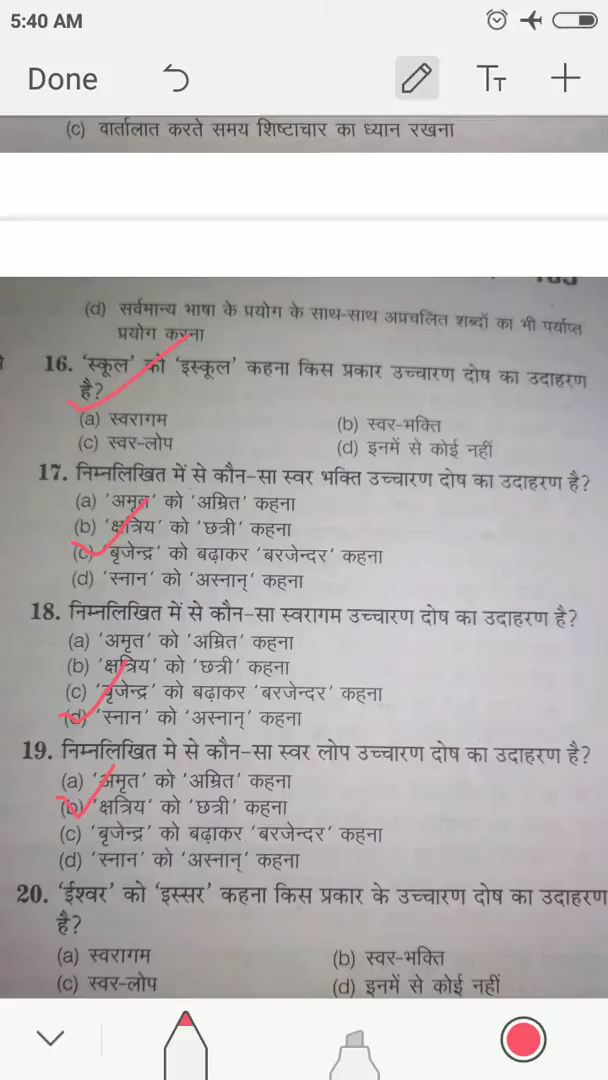 5:40 AM
Done
TT
(c) वार्तालात करते समय शिष्टाचार का ध्यान रखना
(d) सर्वमान्य भाषा के प्रयोग के साथ-साथ अप्रचलित शब्दों का भी पर्याप्त
प्रयोग करना
16. 'स्कूल' को 'इस्कूल' कहना किस प्रकार उच्चारण दोष का उदाहरण
है?
(a) स्वरागम (b) स्वर-भक्ति
(c) स्वर-लोप (d) इनमें से कोई नहीं
17. निम्नलिखित में से कौन-सा स्वर भक्ति उच्चारण दोष का उदाहरण है?
(a) 'अमृत' को 'अम्रित' कहना
(b) 'क्षत्रिय' को 'छत्री' कहना
(c) 'बृजेन्द्र' को बढ़ाकर 'बरजेन्दर' कहना
(d) 'स्नान' को 'अस्नान्' कहना
18. निम्नलिखित में से कौन-सा स्वरागम उच्चारण दोष का उदाहरण है?
(a) 'अमृत' को 'अम्रित' कहना
(b) 'क्षत्रिय' को 'छत्री' कहना
(c) 'बृजेन्द्र' को बढ़ाकर 'बरजेन्दर' कहना
(d) 'स्नान' को 'अस्नान्' कहना
19. निम्नलिखित मे से कौन-सा स्वर लोप उच्चारण दोष का उदाहरण है?
(a) 'अमृत' को 'अम्रित' कहना
(b) 'क्षत्रिय' को 'छत्री' कहना
(c) 'बृजेन्द्र' को बढ़ाकर 'बरजेन्दर' कहना
(d) 'स्नान' को 'अस्नान्' कहना
20. 'ईश्वर' को 'इस्सर' कहना किस प्रकार के उच्चारण दोष का उदाहरण
है?
(a) स्वरागम (b) स्वर-भक्ति
(c) स्वर-लोप (d) इनमें से कोई नहीं